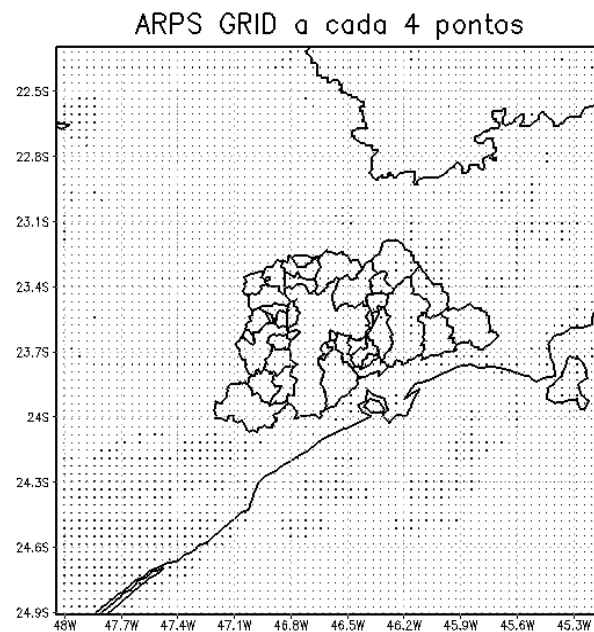 ARPS GRID a cada 4 pontos
22.5S
22.8S
23.1S
23.4S
23.7S
24S
24.3S
24.6S
24.9S
48W 47.7W 47.4W 47.1W 46.8W 46.5W 46.2W 45.9W 45.6W 45.3W